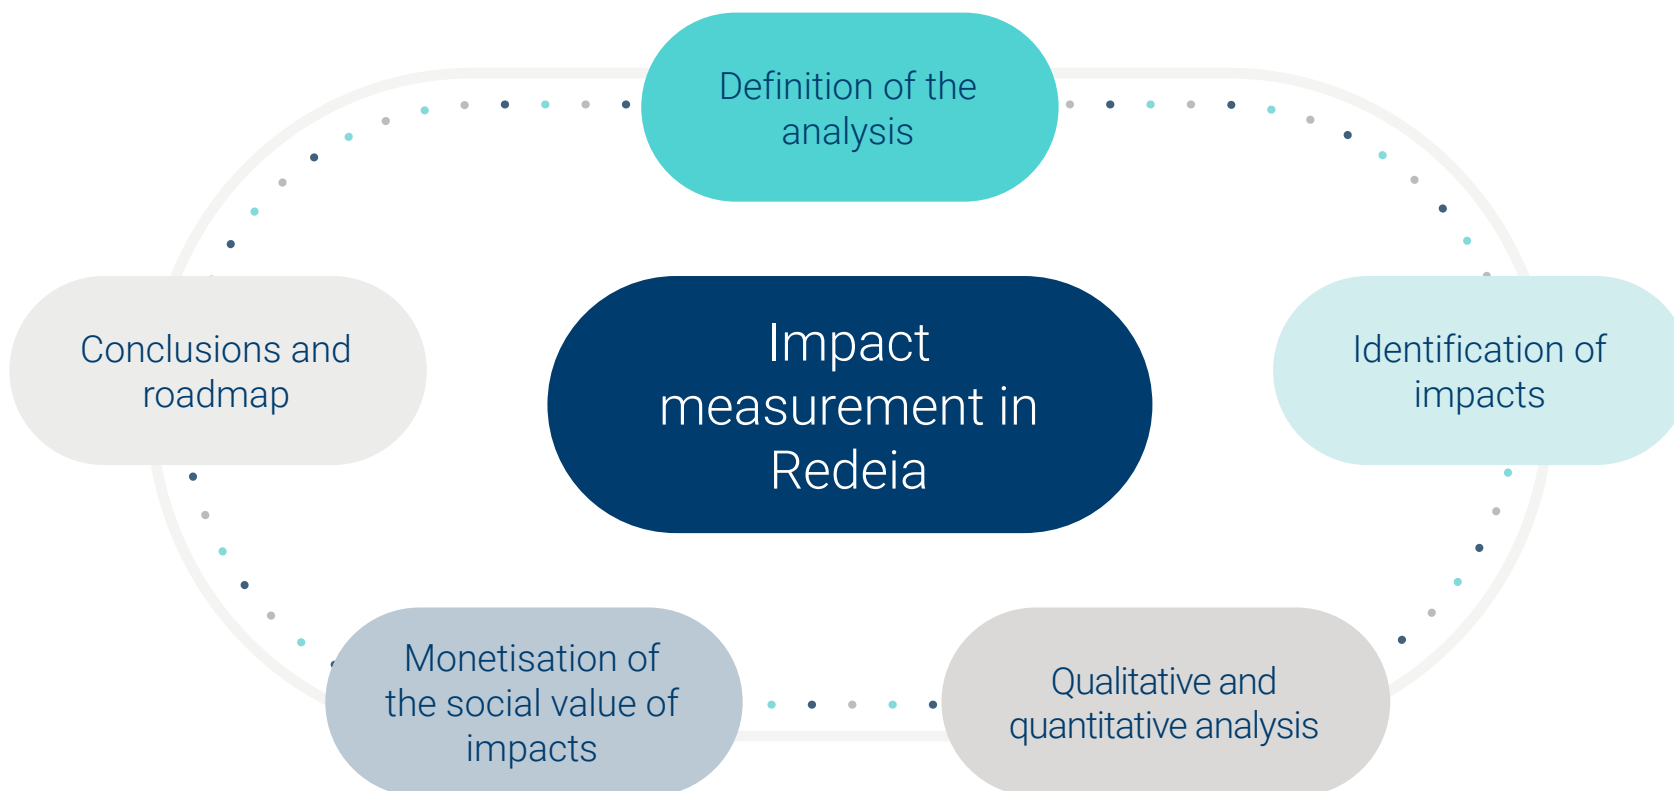 Definition of the
analysis
Impact
measurement in
Redeia
Identification of
impacts
Qualitative and
quantitative analysis
Monetisation of
the social value of
impacts
Conclusions and
roadmap